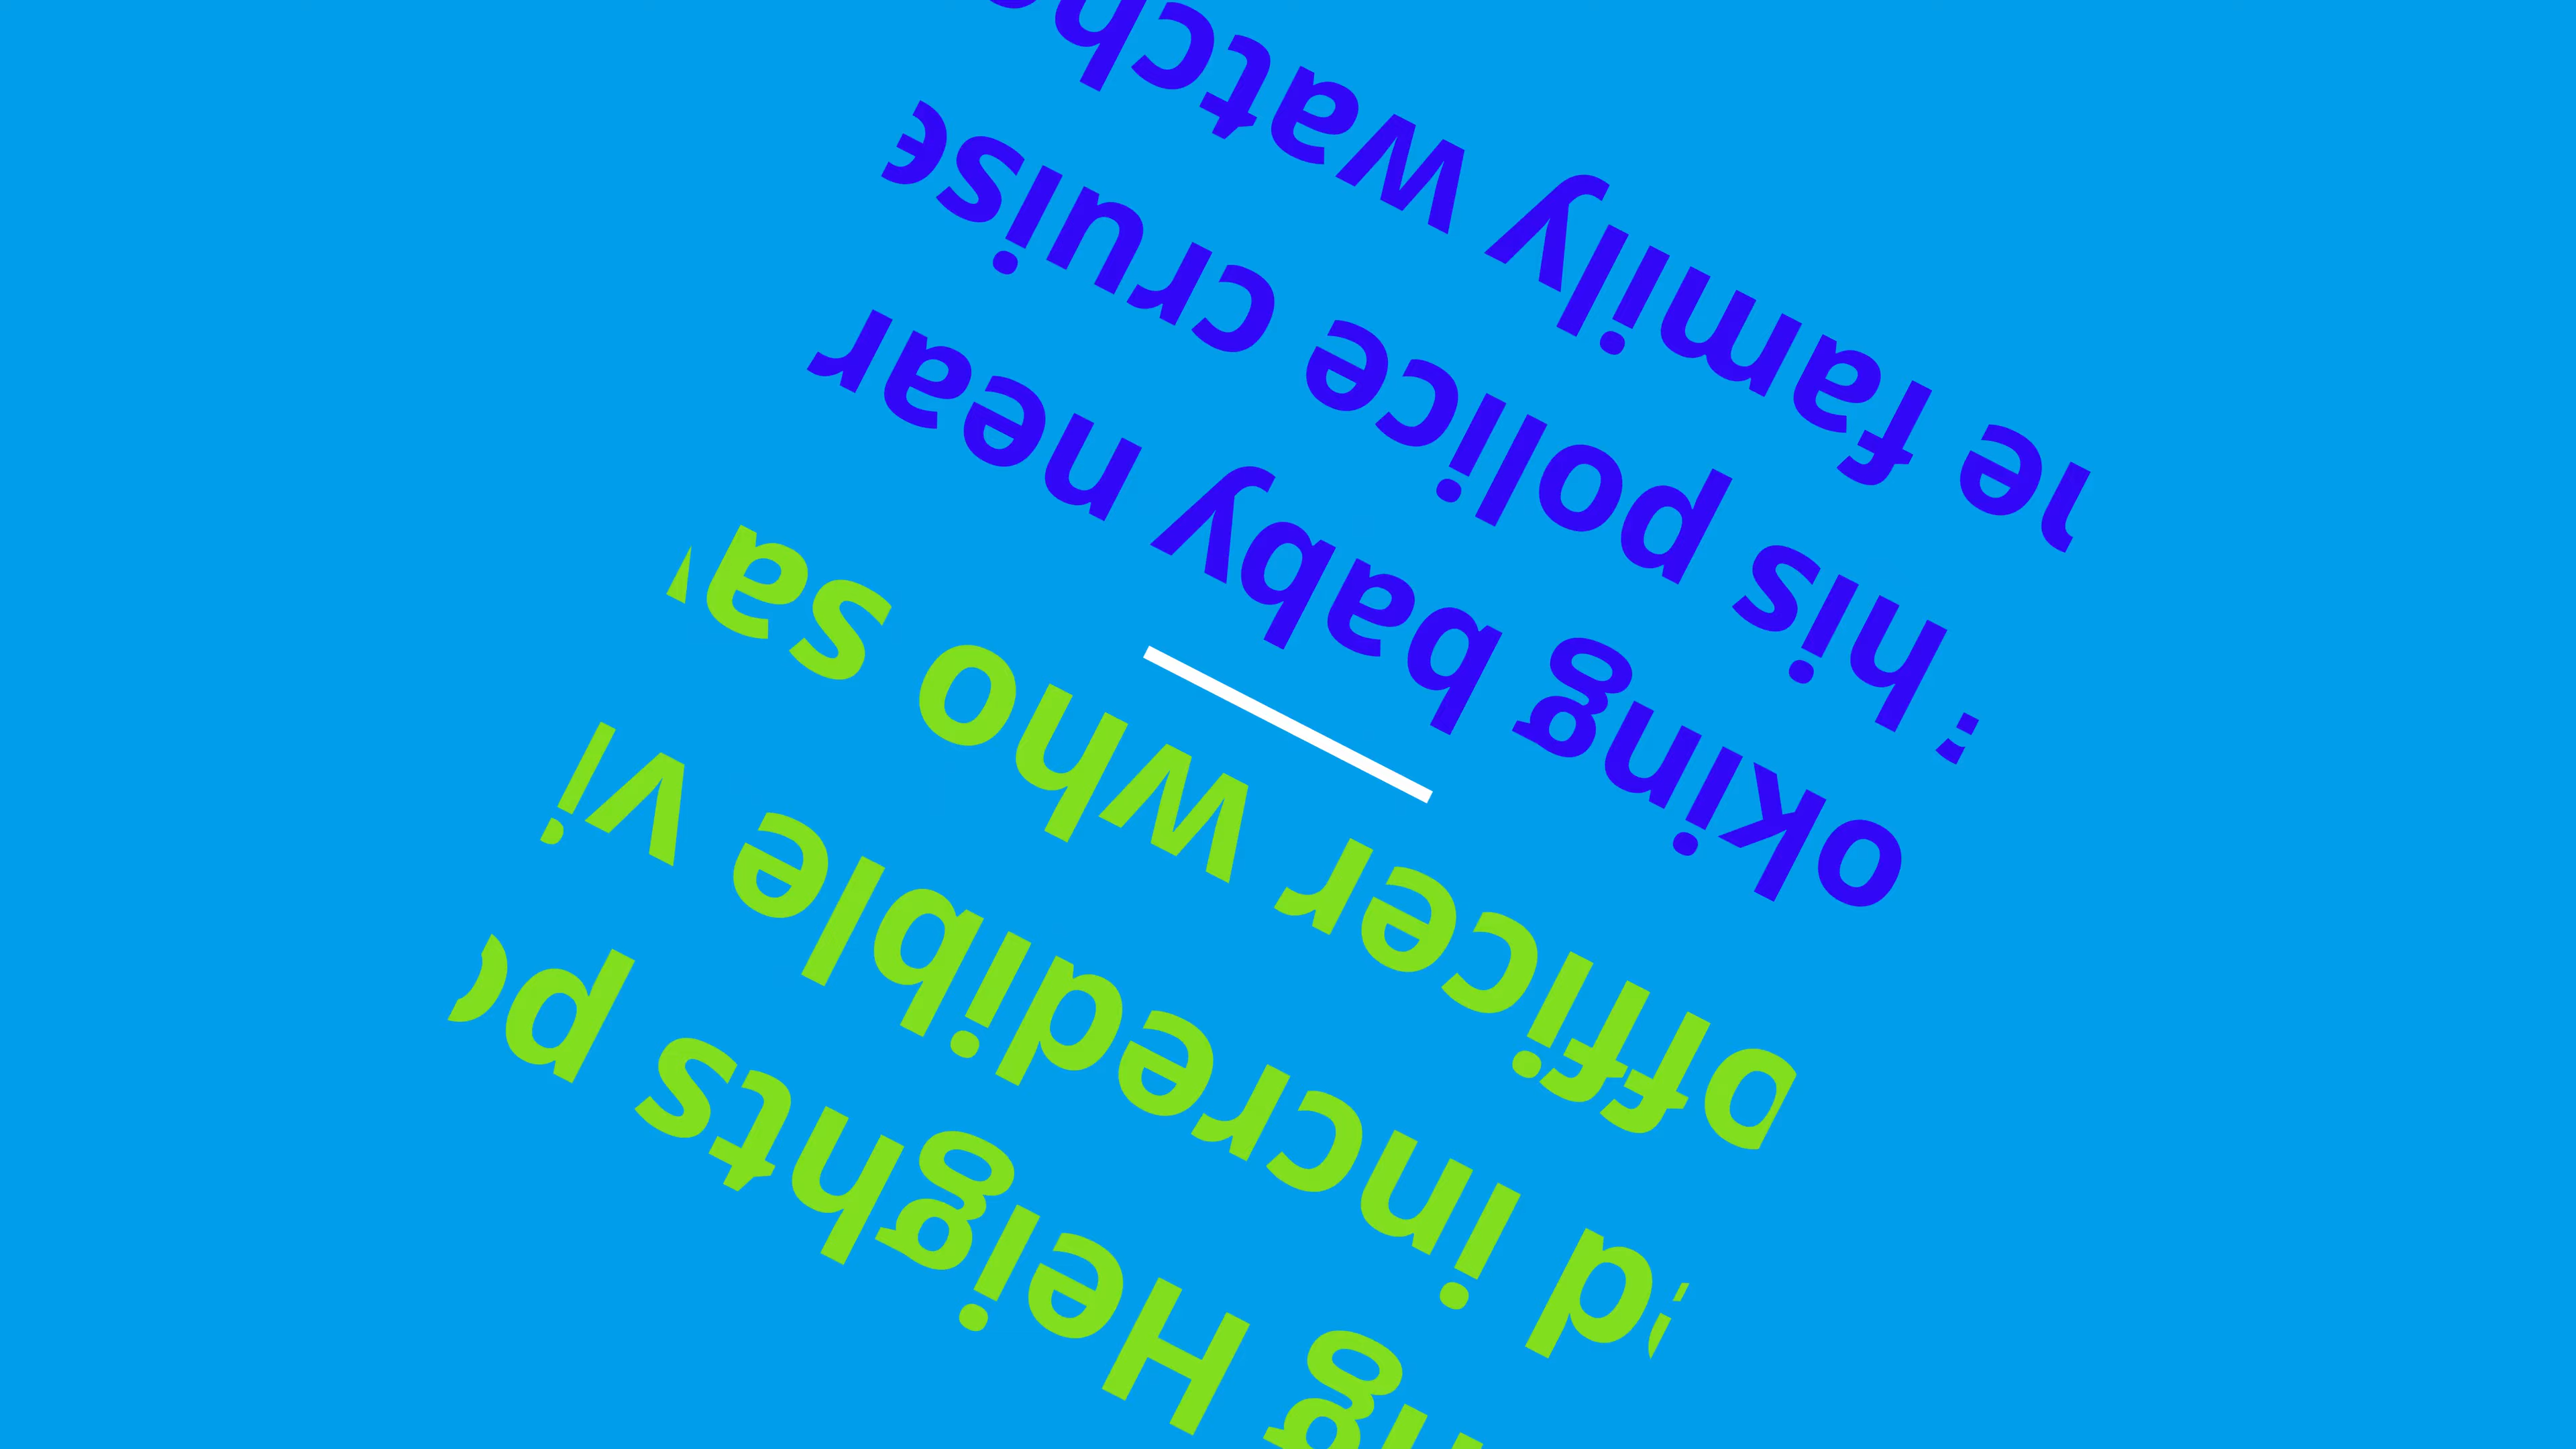 ng Heights po
d incredible vi
officer who sa
oking baby near
his police cruise
e family watch